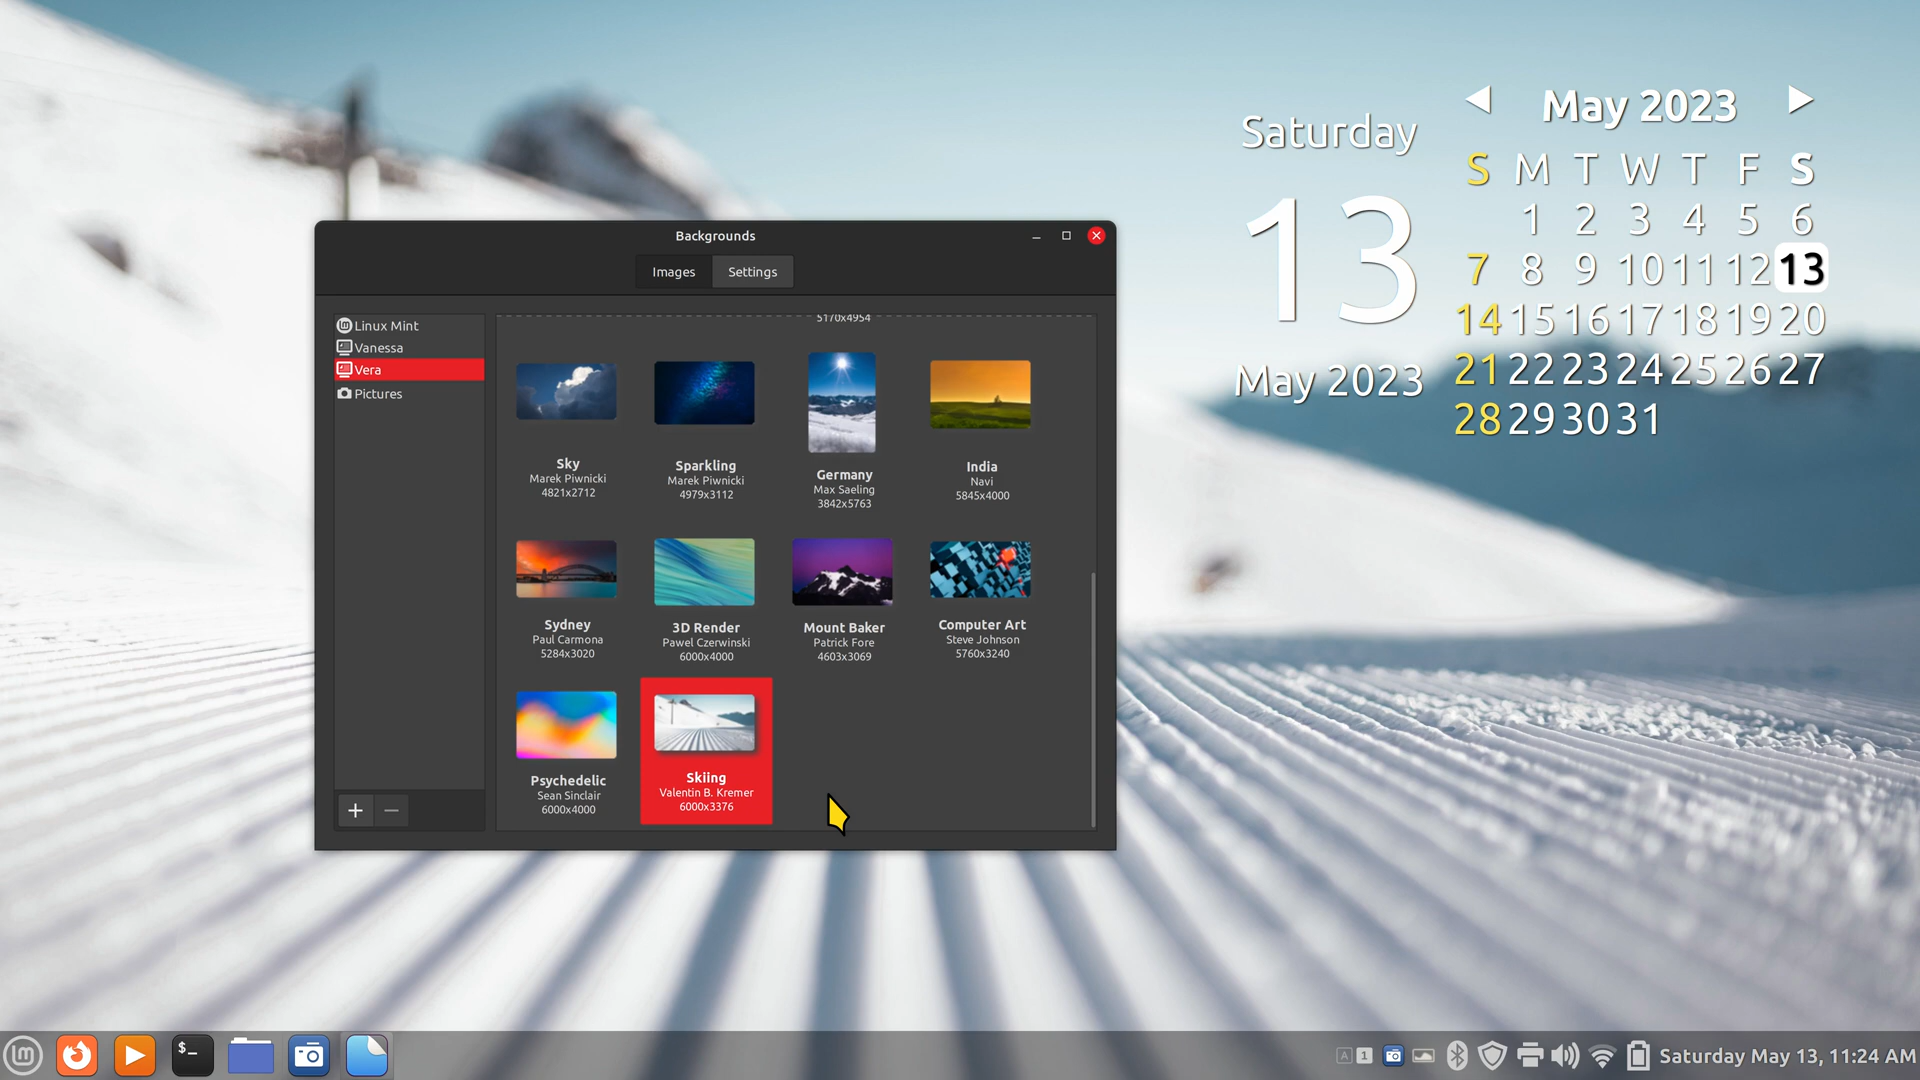 Saturday
13
May 2023
May 2023
S M T W T F S
1 2 3 4 5 6
7 8 9 10 11 12 13
14 15 16 17 18 19 20
21 22 23 24 25 26 27
28 29 30 31
Backgrounds
Images Settings
Linux Mint
Vanessa
Vera
Pictures
5170x4954
Sky
Marek Piwnicki
4821x2712
Sparkling
Marek Piwnicki
4979x3112
Germany
Max Saeling
3842x5763
India
Navi
5845x4000
Sydney
Paul Carmona
5284x3020
3D Render
Pawel Czerwinski
6000x4000
Mount Baker
Patrick Fore
4603x3069
Computer Art
Steve Johnson
5760x3240
Psychedelic
Sean Sinclair
6000x4000
Skiing
Valentin B. Kremer
6000x3376
$_
A 1
Saturday May 13, 11:24 AM